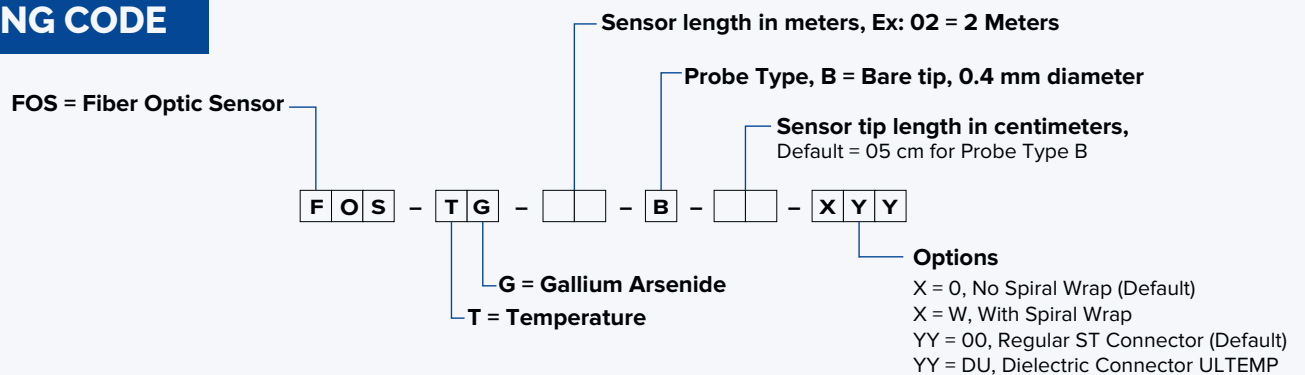 NG CODE
Sensor length in meters, Ex: 02 = 2 Meters
Probe Type, B = Bare tip, 0.4 mm diameter
FOS = Fiber Optic Sensor
Sensor tip length in centimeters,
Default = 05 cm for Probe Type B
F O S – T G – – B – – X Y Y
Options
G = Gallium Arsenide
X = 0, No Spiral Wrap (Default)
T = Temperature
X = W, With Spiral Wrap
YY = 00, Regular ST Connector (Default)
YY = DU, Dielectric Connector ULTEMP